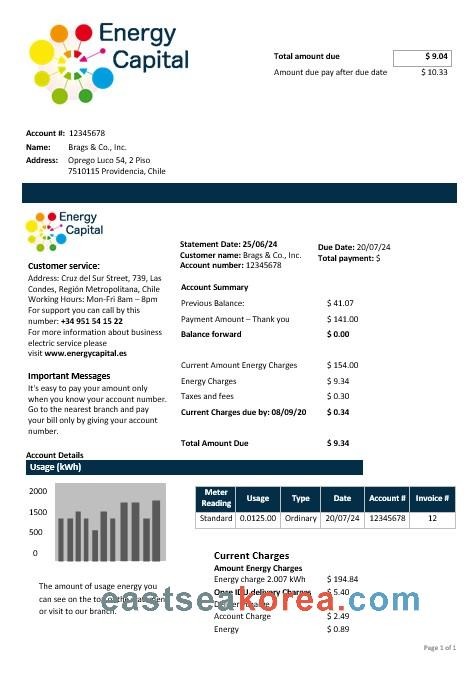 Energy
Capital
Total amount due $ 9.04
Amount due pay after due date $ 10.33
Account #: 12345678
Name: Brags & Co., Inc.
Address: Oprego Luco 54, 2 Piso
7510115 Providencia, Chile
Energy
Capital
Statement Date: 25/06/24 Due Date: 20/07/24
Customer name: Brags & Co., Inc. Total payment: $
Account number: 12345678
Customer service:
Address: Cruz del Sur Street, 739, Las
Condes, Región Metropolitana, Chile
Working Hours: Mon-Fri 8am – 8pm
For support you can call by this
number: +34 951 54 15 22
For more information about business
electric service please
visit www.energycapital.es
Important Messages
It's easy to pay your amount only
when you know your account number.
Go to the nearest branch and pay
your bill only by giving your account
number.
Account Summary
Previous Balance: $ 41.07
Payment Amount – Thank you $ 141.00
Balance forward $ 0.00
Current Amount Energy Charges $ 154.00
Energy Charges $ 9.34
Taxes and fees $ 0.30
Current Charges due by: 08/09/20 $ 0.34
Total Amount Due $ 9.34
Account Details
Usage (kWh)
2000
1500
500
0
Meter Reading Usage Type Date Account # Invoice #
Standard 0.0125.00 Ordinary 20/07/24 12345678 12
The amount of usage energy you
can see on the top of the statement
or visit to our branch.
Current Charges
Amount Energy Charges
Energy charge 2.007 kWh $ 194.84
delivery Charges $ 5.40
Account Charge $ 2.49
Energy $ 0.89
eastseakorea.com
Page 1 of 1